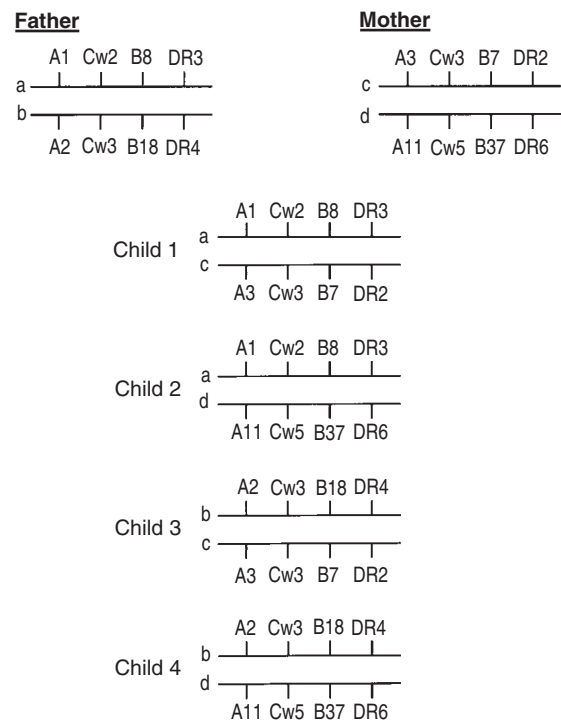 Father Mother
A1 Cw2 B8 DR3 A3 Cw3 B7 DR2
a c
b d
A2 Cw3 B18 DR4 A11 Cw5 B37 DR6
A1 Cw2 B8 DR3
a
Child 1
c
A3 Cw3 B7 DR2
A1 Cw2 B8 DR3
a
Child 2
d
A11 Cw5 B37 DR6
A2 Cw3 B18 DR4
b
Child 3
c
A3 Cw3 B7 DR2
A2 Cw3 B18 DR4
b
Child 4
d
A11 Cw5 B37 DR6